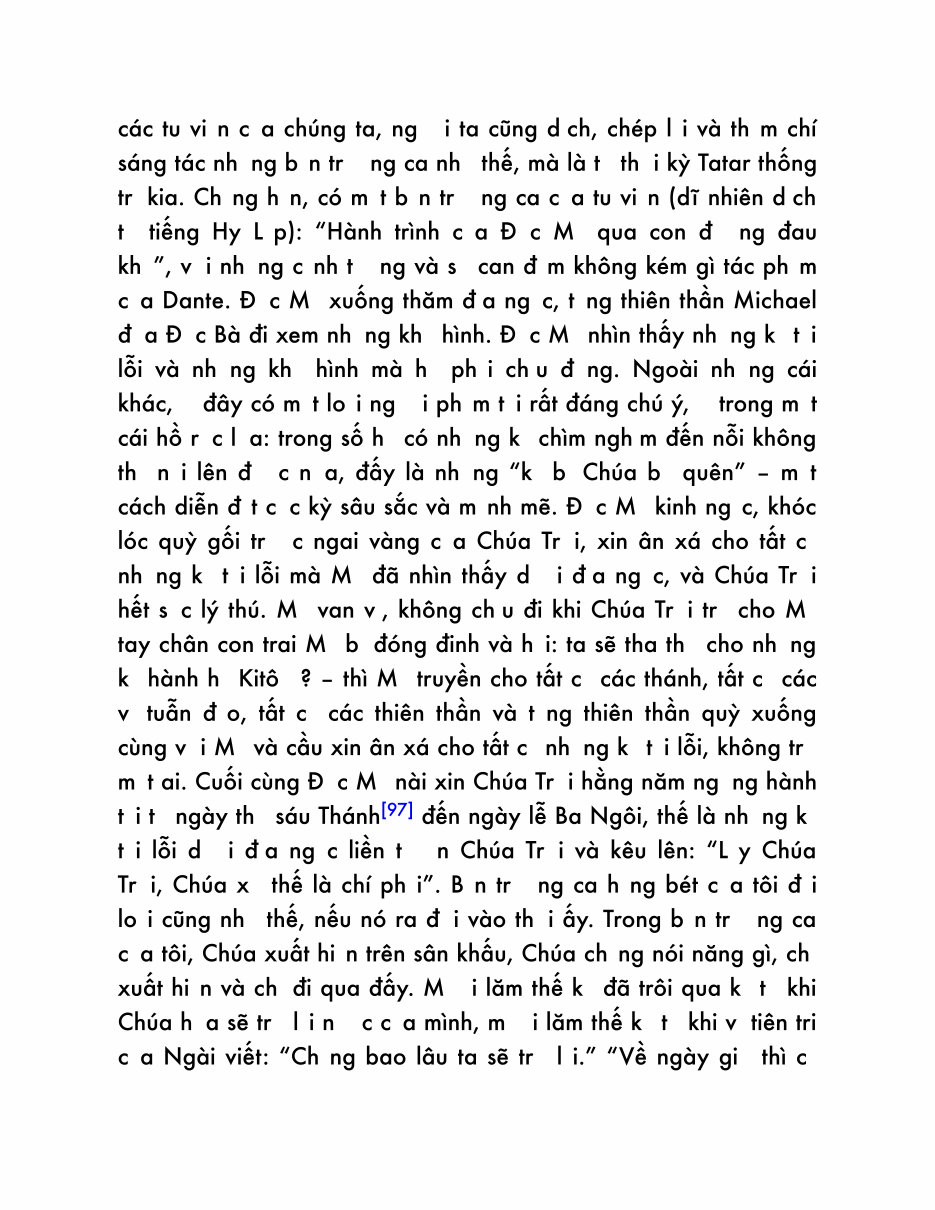 các tu vi n c a chúng ta, ng i ta cũng d ch, chép l i và th m chí
sáng tác nh ng b n tr ng ca nh thế, mà là t th i kỳ Tatar thống
tr kia. Ch ng h n, có m t b n tr ng ca c a tu vi n (dĩ nhiên d ch
t tiếng Hy L p): “Hành trình c a Đ c M qua con đ ng đau
kh ”, v i nh ng c nh t ng và s can đ m không kém gì tác ph m
c a Dante. Đ c M xuống thăm đ a ng c, t ng thiên thần Michael
đ a Đ c Bà đi xem nh ng kh hình. Đ c M nhìn thấy nh ng k t i
lỗi và nh ng kh hình mà h ph i ch u đ ng. Ngoài nh ng cái
khác, đây có m t lo i ng i ph m t i rất đáng chú ý, trong m t
cái hồ r c l a: trong số h có nh ng k chìm ngh m đến nỗi không
th n i lên đ c n a, đấy là nh ng “k b Chúa b quên” – m t
cách diễn đ t c c kỳ sâu sắc và m nh mẽ. Đ c M kinh ng c, khóc
lóc quỳ gối tr c ngai vàng c a Chúa Tr i, xin ân xá cho tất c
nh ng k t i lỗi mà M đã nhìn thấy d i đ a ng c, và Chúa Tr i
hết s c lý thú. M van v , không ch u đi khi Chúa Tr i tr cho M
tay chân con trai M b đóng đinh và h i: ta sẽ tha th cho nh ng
k hành h Kitô ? – thì M truyền cho tất c các thánh, tất c các
v tuẫn đ o, tất c các thiên thần và t ng thiên thần quỳ xuống
cùng v i M và cầu xin ân xá cho tất c nh ng k t i lỗi, không tr
m t ai. Cuối cùng Đ c M nài xin Chúa Tr i hằng năm ng ng hành
t i t ngày th sáu Thánh[97] đến ngày lễ Ba Ngôi, thế là nh ng k
t i lỗi d i đ a ng c liền t n Chúa Tr i và kêu lên: “L y Chúa
Tr i, Chúa x thế là chí ph i”. B n tr ng ca h ng bét c a tôi đ i
lo i cũng nh thế, nếu nó ra đ i vào th i ấy. Trong b n tr ng ca
c a tôi, Chúa xuất hi n trên sân khấu, Chúa ch ng nói năng gì, ch
xuất hi n và ch đi qua đấy. M i lăm thế k đã trôi qua k t khi
Chúa h a sẽ tr l i n c c a mình, m i lăm thế k t khi v tiên tri
c a Ngài viết: “Ch ng bao lâu ta sẽ tr l i.” “Về ngày gi thì c